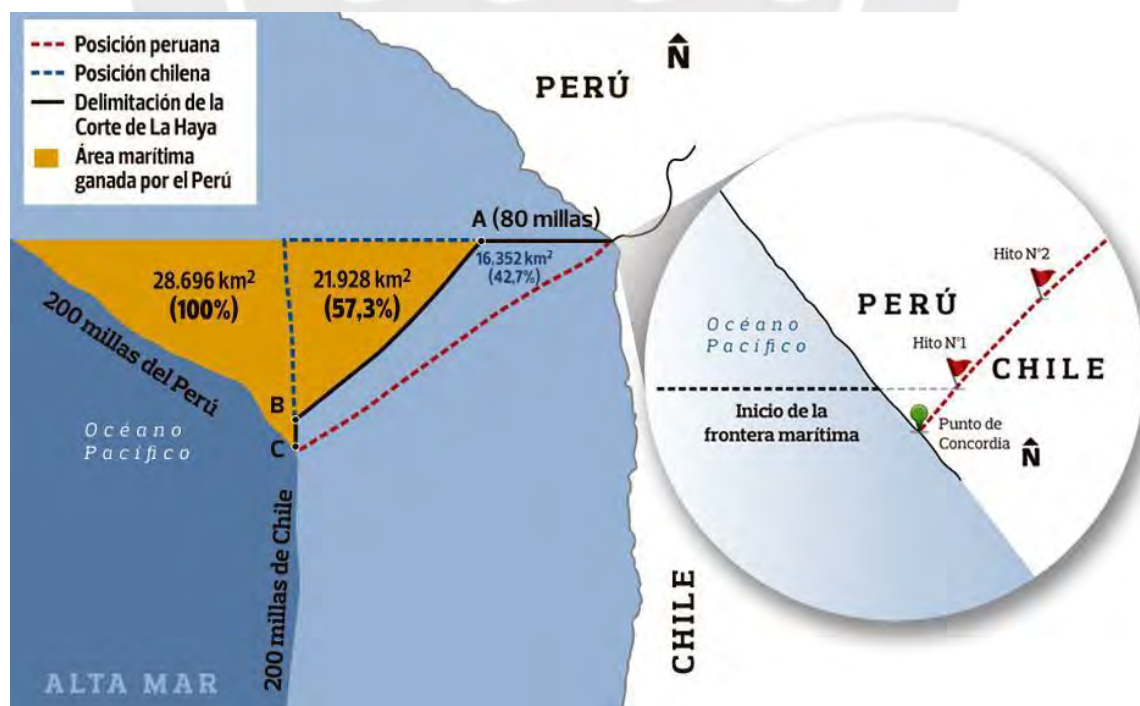 Posición peruana
Posición chilena
Delimitación de la
Corte de La Haya
Área marítima
ganada por el Perú
PERÚ
N
A (80 millas)
16.352 km²
(42,7%)
28.696 km²
(100%)
21.928 km²
(57,3%)
200 millas del Perú
B
C
Océano
Pacífico
200 millas de Chile
ALTA MAR
CHILE
Hito N°2
PERÚ
Océano
Pacífico
Hito N°1
CHILE
Inicio de la
frontera marítima
Punto de
Concordia
N